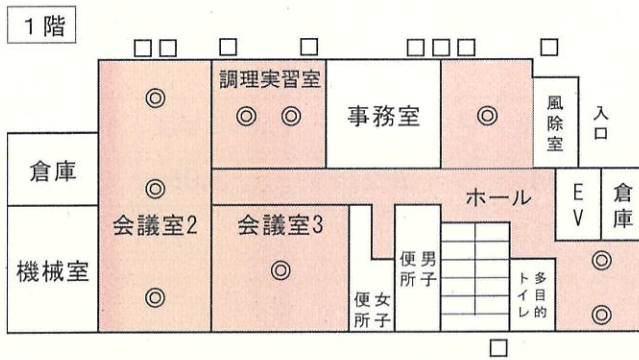 1階
調理実習室
事務室
風除室
入口
倉庫
会議室2
会議室3
ホール
EV
倉庫
機械室
女子便所
男子便所
多目的トイレ